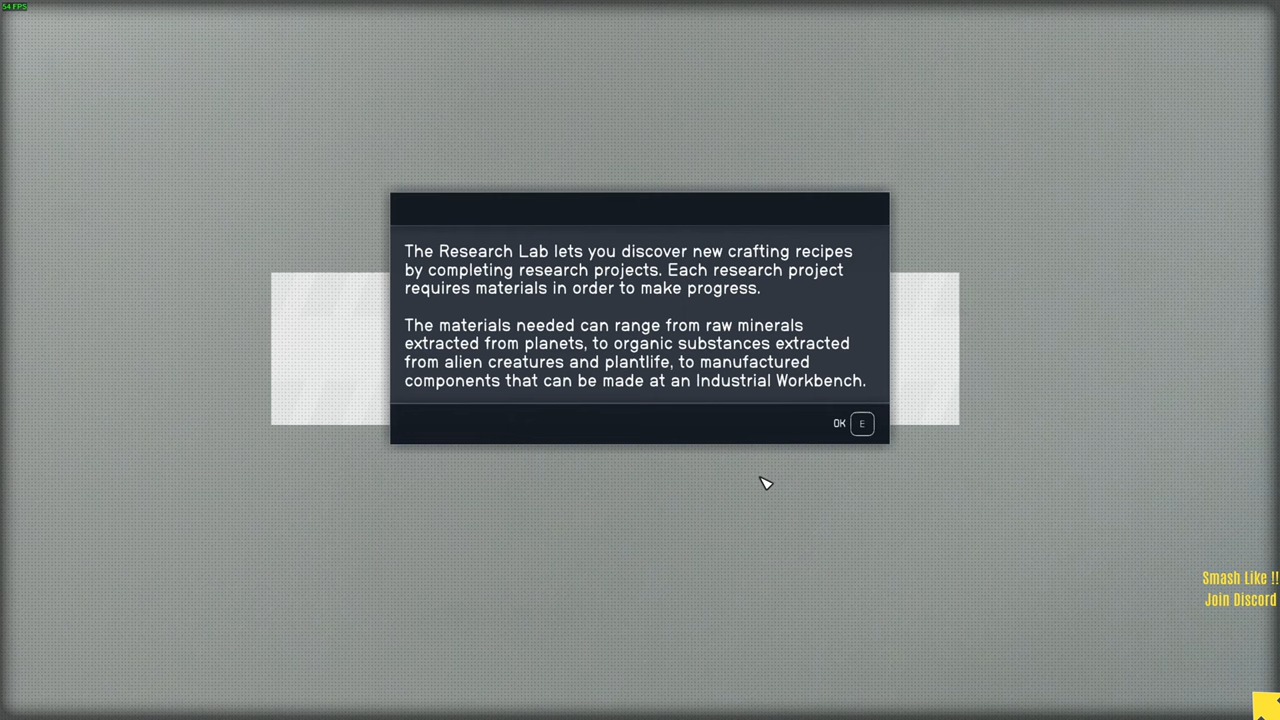 54 FPS
The Research Lab lets you discover new crafting recipes
by completing research projects. Each research project
requires materials in order to make progress.
The materials needed can range from raw minerals
extracted from planets, to organic substances extracted
from alien creatures and plantlife, to manufactured
components that can be made at an Industrial Workbench.
OK E
Smash Like !!
Join Discord